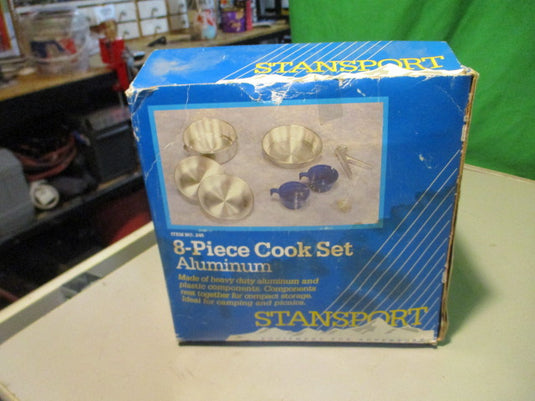 STANSPORT
ITEM NO. 245
8-Piece Cook Set
Aluminum
Made of heavy duty aluminum and
plastic components. Components
nest together for compact storage.
Ideal for camping and picnics.
STANSPORT